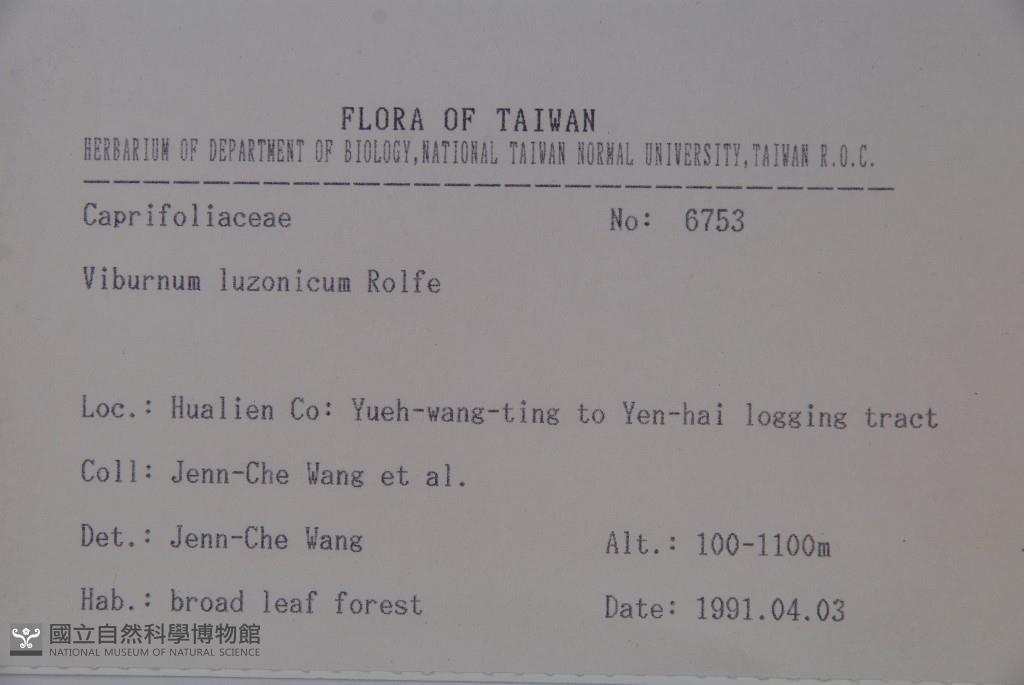 FLORA OF TAIWAN
HERBARIUM OF DEPARTMENT OF BIOLOGY,NATIONAL TAIWAN NORMAL UNIVERSITY,TAIWAN R.O.C.
Caprifoliaceae No: 6753
Viburnum luzonicum Rolfe
Loc.: Hualien Co: Yueh-wang-ting to Yen-hai logging tract
Coll: Jenn-Che Wang et al.
Det.: Jenn-Che Wang Alt.: 100-1100m
Hab.: broad leaf forest Date: 1991.04.03
國立自然科學博物館
NATIONAL MUSEUM OF NATURAL SCIENCE